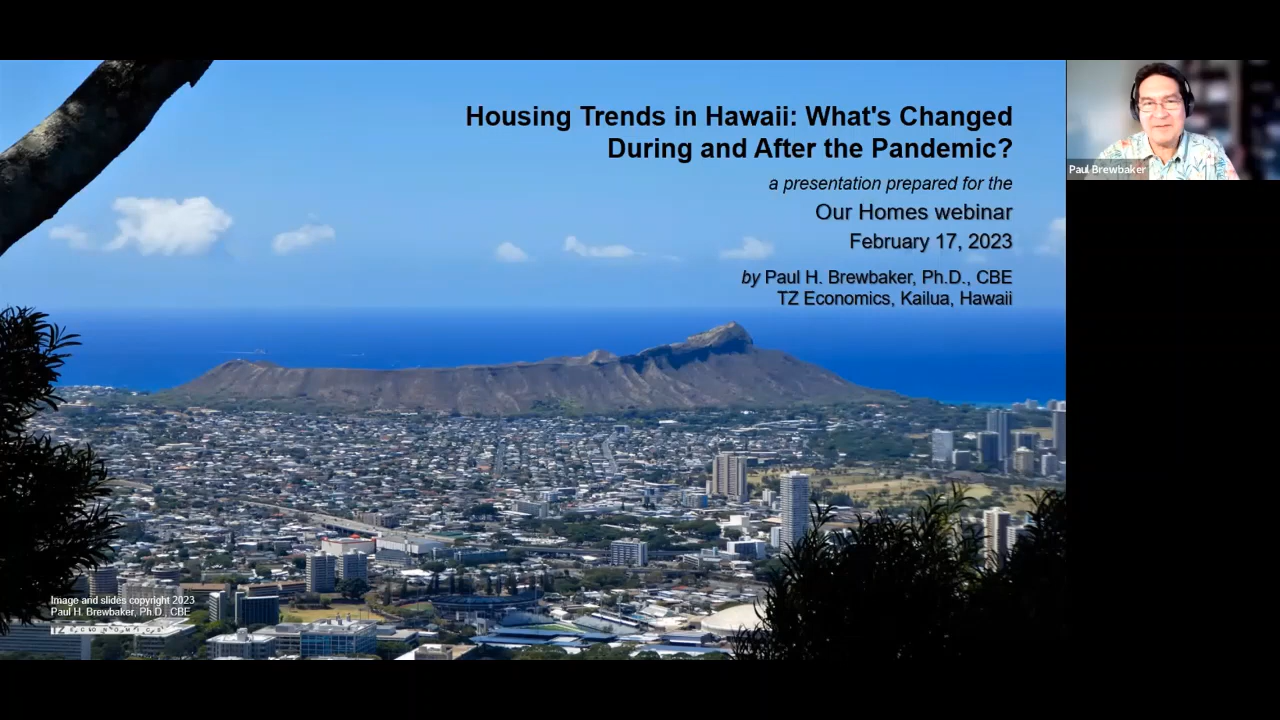 Housing Trends in Hawaii: What's Changed
During and After the Pandemic?
a presentation prepared for the
Our Homes webinar
February 17, 2023
by Paul H. Brewbaker, Ph.D., CBE
TZ Economics, Kailua, Hawaii
Paul Brewbaker
Image and slides copyright 2023
Paul H. Brewbaker, Ph.D., CBE
TZ ECONOMICS